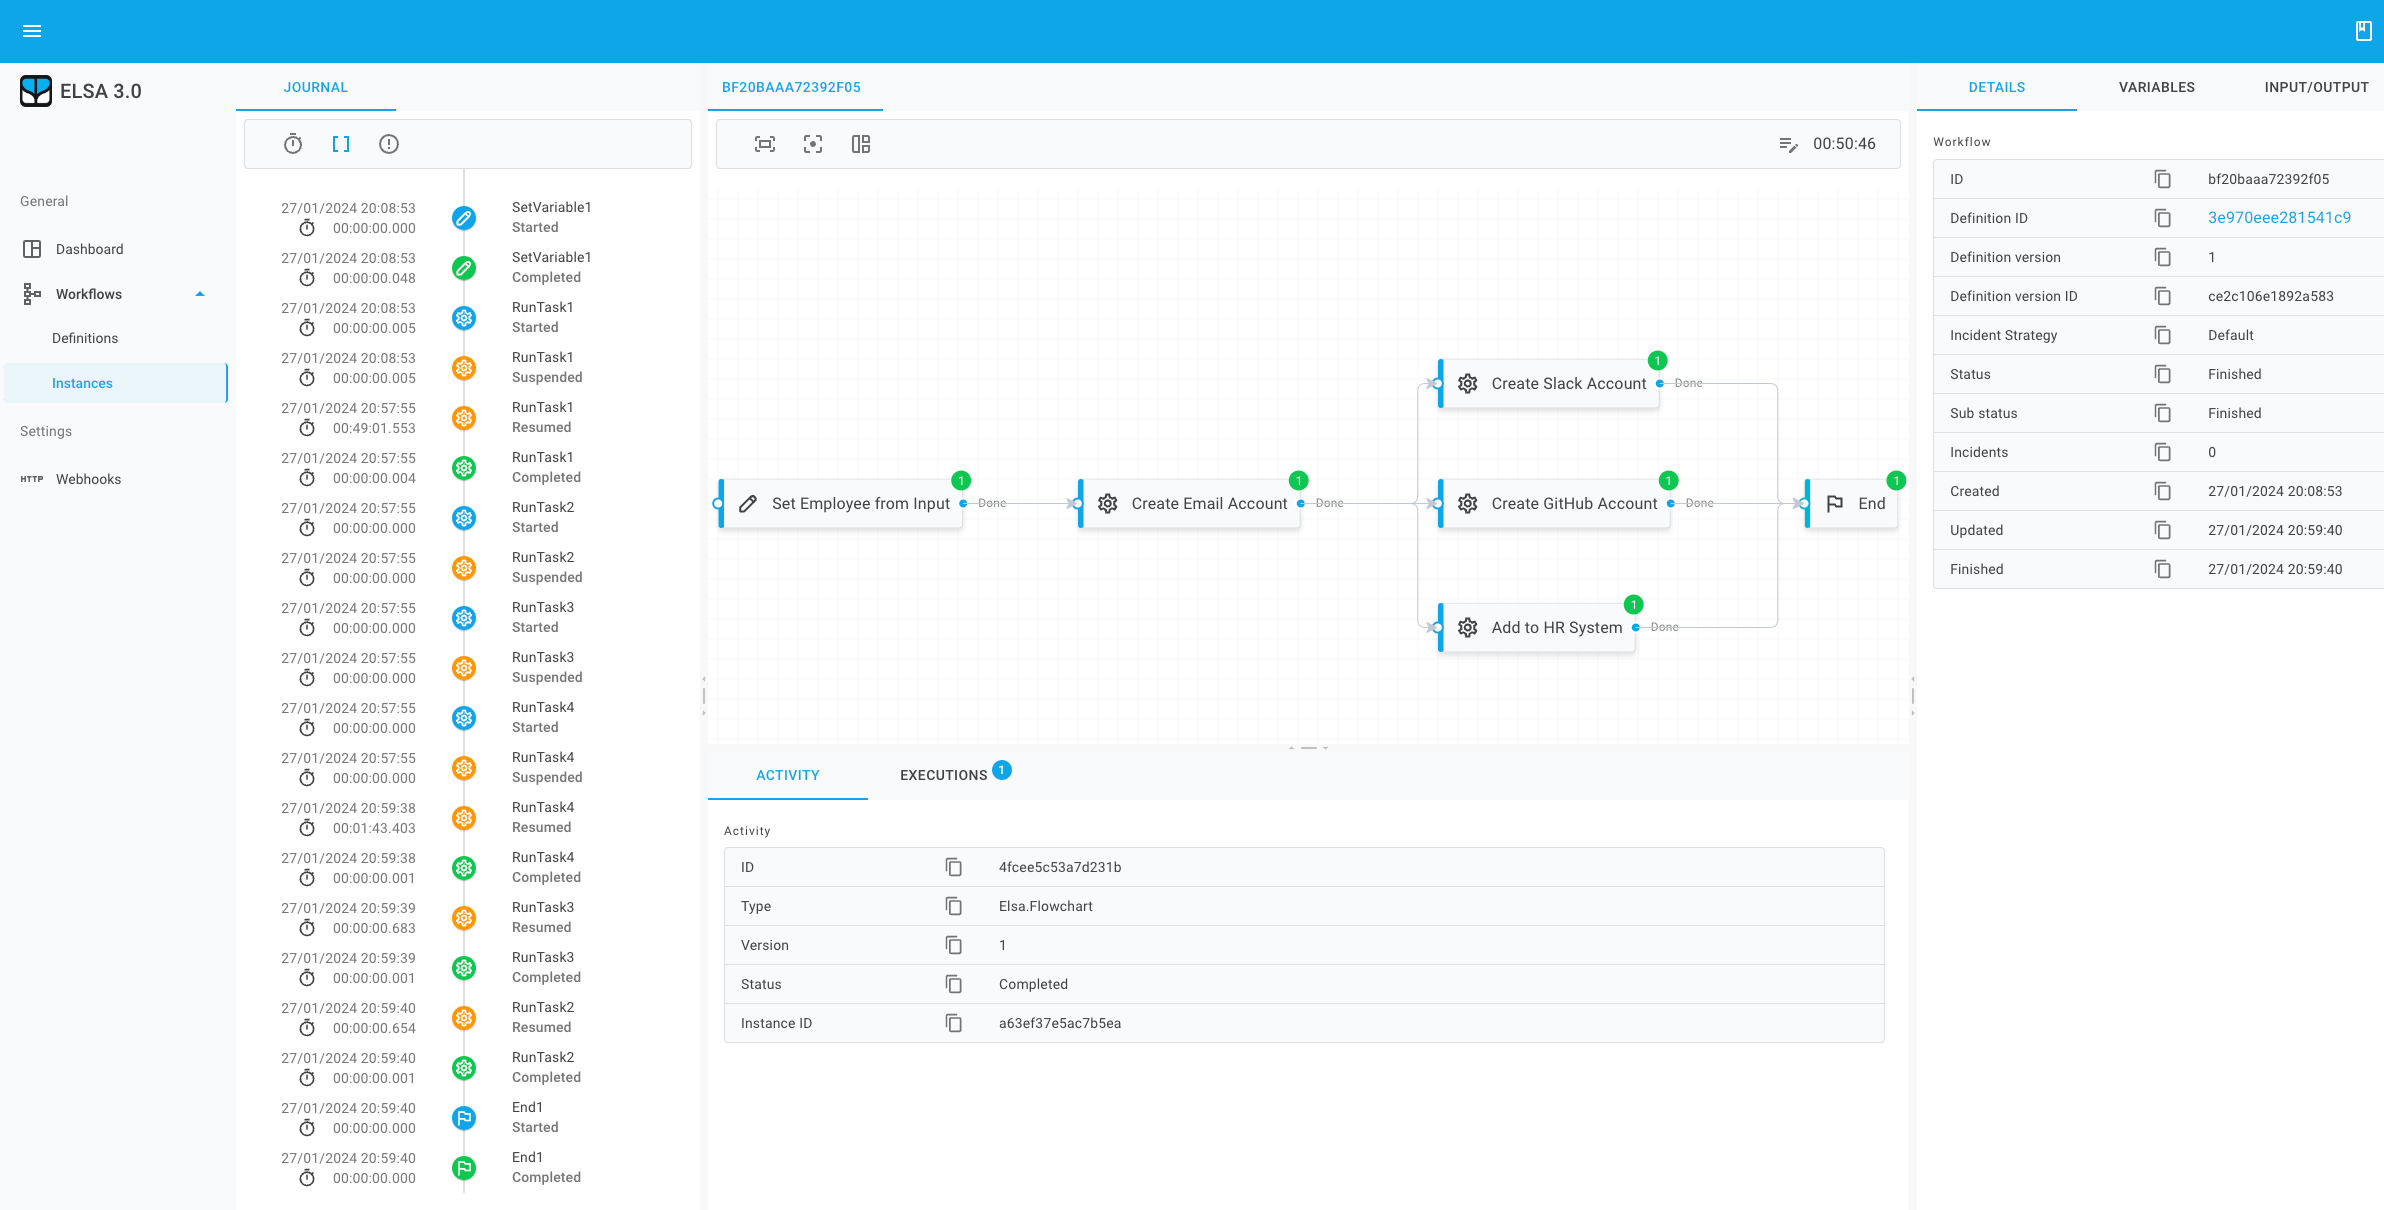 ELSA 3.0
General
Dashboard
Workflows
Definitions
Instances
Settings
HTTP Webhooks
JOURNAL
27/01/2024 20:08:53 SetVariable1
00:00:00.000 Started
27/01/2024 20:08:53 SetVariable1
00:00:00.048 Completed
27/01/2024 20:08:53 RunTask1
00:00:00.005 Started
27/01/2024 20:08:53 RunTask1
00:00:00.005 Suspended
27/01/2024 20:57:55 RunTask1
00:49:01.553 Resumed
27/01/2024 20:57:55 RunTask1
00:00:00.004 Completed
27/01/2024 20:57:55 RunTask2
00:00:00.000 Started
27/01/2024 20:57:55 RunTask2
00:00:00.000 Suspended
27/01/2024 20:57:55 RunTask3
00:00:00.000 Started
27/01/2024 20:57:55 RunTask3
00:00:00.000 Suspended
27/01/2024 20:57:55 RunTask4
00:00:00.000 Started
27/01/2024 20:57:55 RunTask4
00:00:00.000 Suspended
27/01/2024 20:59:38 RunTask4
00:01:43.403 Resumed
27/01/2024 20:59:38 RunTask4
00:00:00.001 Completed
27/01/2024 20:59:39 RunTask3
00:00:00.683 Resumed
27/01/2024 20:59:39 RunTask3
00:00:00.001 Completed
27/01/2024 20:59:40 RunTask2
00:00:00.654 Resumed
27/01/2024 20:59:40 RunTask2
00:00:00.001 Completed
27/01/2024 20:59:40 End1
00:00:00.000 Started
27/01/2024 20:59:40 End1
00:00:00.000 Completed
BF20BAAA72392F05
00:50:46
1
Create Slack Account Done
1 1 1 1
Set Employee from Input Done Create Email Account Done Create GitHub Account Done End
1
Add to HR System Done
ACTIVITY EXECUTIONS 1
Activity
ID 4fcee5c53a7d231b
Type Elsa.Flowchart
Version 1
Status Completed
Instance ID a63ef37e5ac7b5ea
DETAILS VARIABLES INPUT/OUTPUT
Workflow
ID bf20baaa72392f05
Definition ID 3e970eee281541c9
Definition version 1
Definition version ID ce2c106e1892a583
Incident Strategy Default
Status Finished
Sub status Finished
Incidents 0
Created 27/01/2024 20:08:53
Updated 27/01/2024 20:59:40
Finished 27/01/2024 20:59:40